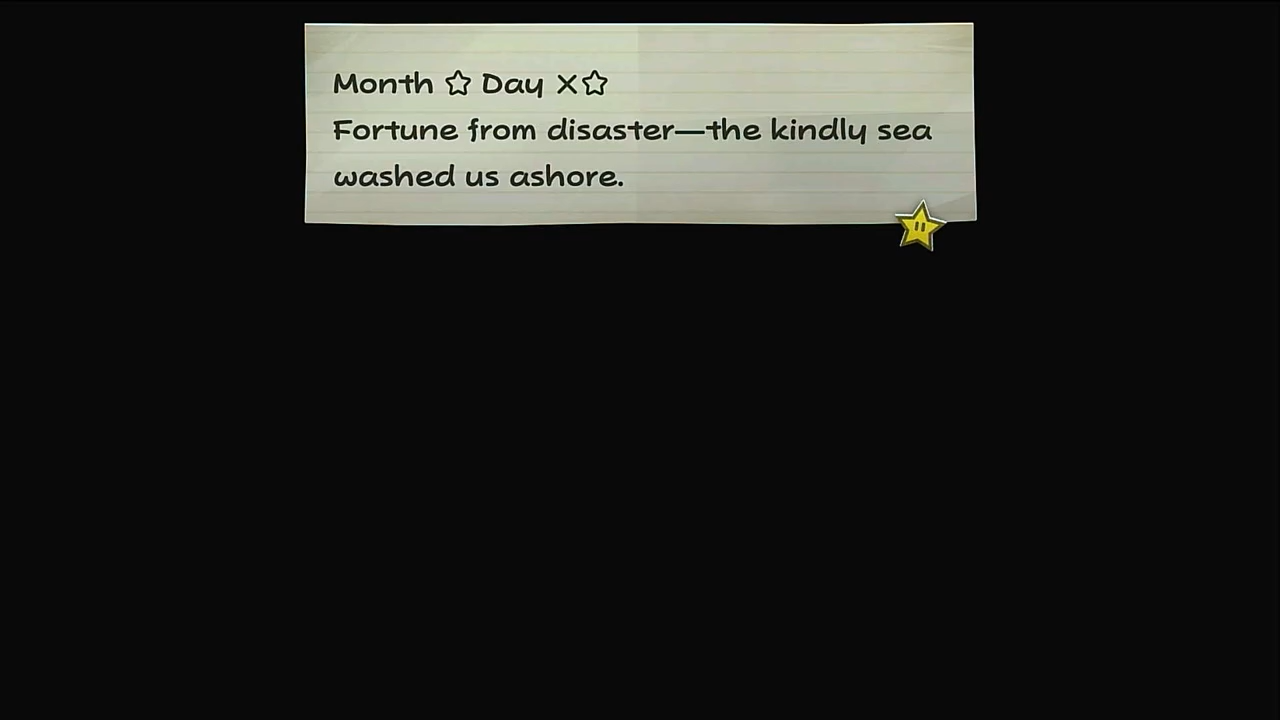 Month ☆ Day X☆
Fortune from disaster—the kindly sea
washed us ashore.